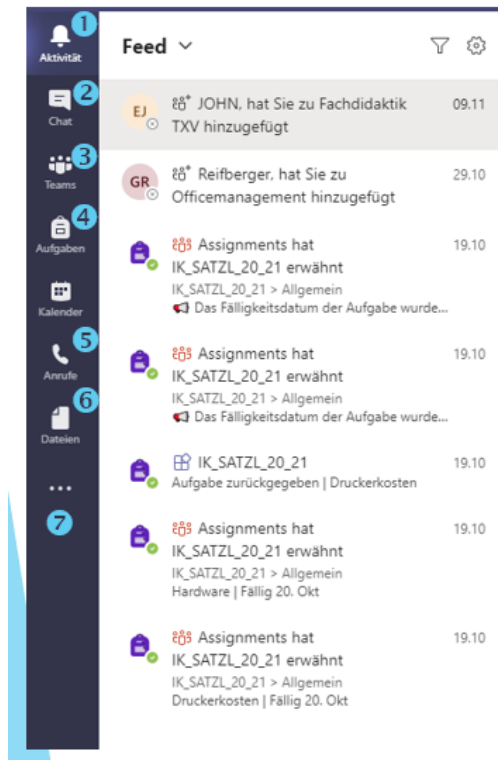 1
Aktivität
2
Chat
3
Teams
4
Aufgaben
Kalender
5
Anrufe
6
Dateien
...
7
Feed
EJ JOHN, hat Sie zu Fachdidaktik 09.11
TXV hinzugefügt
GR Reifberger, hat Sie zu 29.10
Officemanagement hinzugefügt
Assignments hat 19.10
IK_SATZL_20_21 erwähnt
IK_SATZL_20_21 > Allgemein
Das Fälligkeitsdatum der Aufgabe wurde...
Assignments hat 19.10
IK_SATZL_20_21 erwähnt
IK_SATZL_20_21 > Allgemein
Das Fälligkeitsdatum der Aufgabe wurde...
IK_SATZL_20_21 19.10
Aufgabe zurückgegeben | Druckerkosten
Assignments hat 19.10
IK_SATZL_20_21 erwähnt
IK_SATZL_20_21 > Allgemein
Hardware | Fällig 20. Okt
Assignments hat 19.10
IK_SATZL_20_21 erwähnt
IK_SATZL_20_21 > Allgemein
Druckerkosten | Fällig 20. Okt